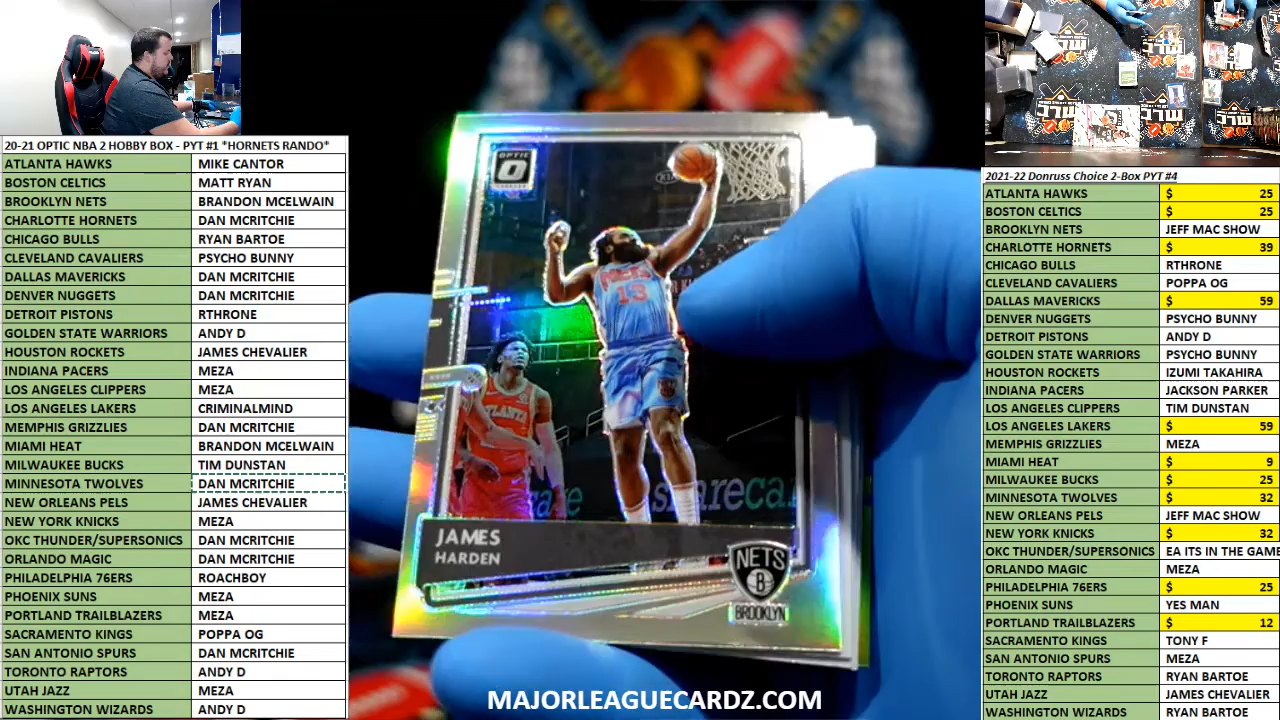 20-21 OPTIC NBA 2 HOBBY BOX - PYT #1 *HORNETS RANDO*
ATLANTA HAWKS MIKE CANTOR
BOSTON CELTICS MATT RYAN
BROOKLYN NETS BRANDON MCELWAIN
CHARLOTTE HORNETS DAN MCRITCHIE
CHICAGO BULLS RYAN BARTOE
CLEVELAND CAVALIERS PSYCHO BUNNY
DALLAS MAVERICKS DAN MCRITCHIE
DENVER NUGGETS DAN MCRITCHIE
DETROIT PISTONS RTHRONE
GOLDEN STATE WARRIORS ANDY D
HOUSTON ROCKETS JAMES CHEVALIER
INDIANA PACERS MEZA
LOS ANGELES CLIPPERS MEZA
LOS ANGELES LAKERS CRIMINALMIND
MEMPHIS GRIZZLIES DAN MCRITCHIE
MIAMI HEAT BRANDON MCELWAIN
MILWAUKEE BUCKS TIM DUNSTAN
MINNESOTA TWOLVES DAN MCRITCHIE
NEW ORLEANS PELS JAMES CHEVALIER
NEW YORK KNICKS MEZA
OKC THUNDER/SUPERSONICS DAN MCRITCHIE
ORLANDO MAGIC DAN MCRITCHIE
PHILADELPHIA 76ERS ROACHBOY
PHOENIX SUNS MEZA
PORTLAND TRAILBLAZERS MEZA
SACRAMENTO KINGS POPPA OG
SAN ANTONIO SPURS DAN MCRITCHIE
TORONTO RAPTORS ANDY D
UTAH JAZZ MEZA
WASHINGTON WIZARDS ANDY D
OPTIC
13
ATLANTA
JAMES
HARDEN
NETS
B
BROOKLYN
MAJORLEAGUECARDZ.COM
2021-22 Donruss Choice 2-Box PYT #4
ATLANTA HAWKS $ 25
BOSTON CELTICS $ 25
BROOKLYN NETS JEFF MAC SHOW
CHARLOTTE HORNETS $ 39
CHICAGO BULLS RTHRONE
CLEVELAND CAVALIERS POPPA OG
DALLAS MAVERICKS $ 59
DENVER NUGGETS PSYCHO BUNNY
DETROIT PISTONS ANDY D
GOLDEN STATE WARRIORS PSYCHO BUNNY
HOUSTON ROCKETS IZUMI TAKAHIRA
INDIANA PACERS JACKSON PARKER
LOS ANGELES CLIPPERS TIM DUNSTAN
LOS ANGELES LAKERS $ 59
MEMPHIS GRIZZLIES MEZA
MIAMI HEAT $ 9
MILWAUKEE BUCKS $ 25
MINNESOTA TWOLVES $ 32
NEW ORLEANS PELS JEFF MAC SHOW
NEW YORK KNICKS $ 32
OKC THUNDER/SUPERSONICS EA ITS IN THE GAME
ORLANDO MAGIC MEZA
PHILADELPHIA 76ERS $ 25
PHOENIX SUNS YES MAN
PORTLAND TRAILBLAZERS $ 12
SACRAMENTO KINGS TONY F
SAN ANTONIO SPURS MEZA
TORONTO RAPTORS RYAN BARTOE
UTAH JAZZ JAMES CHEVALIER
WASHINGTON WIZARDS RYAN BARTOE